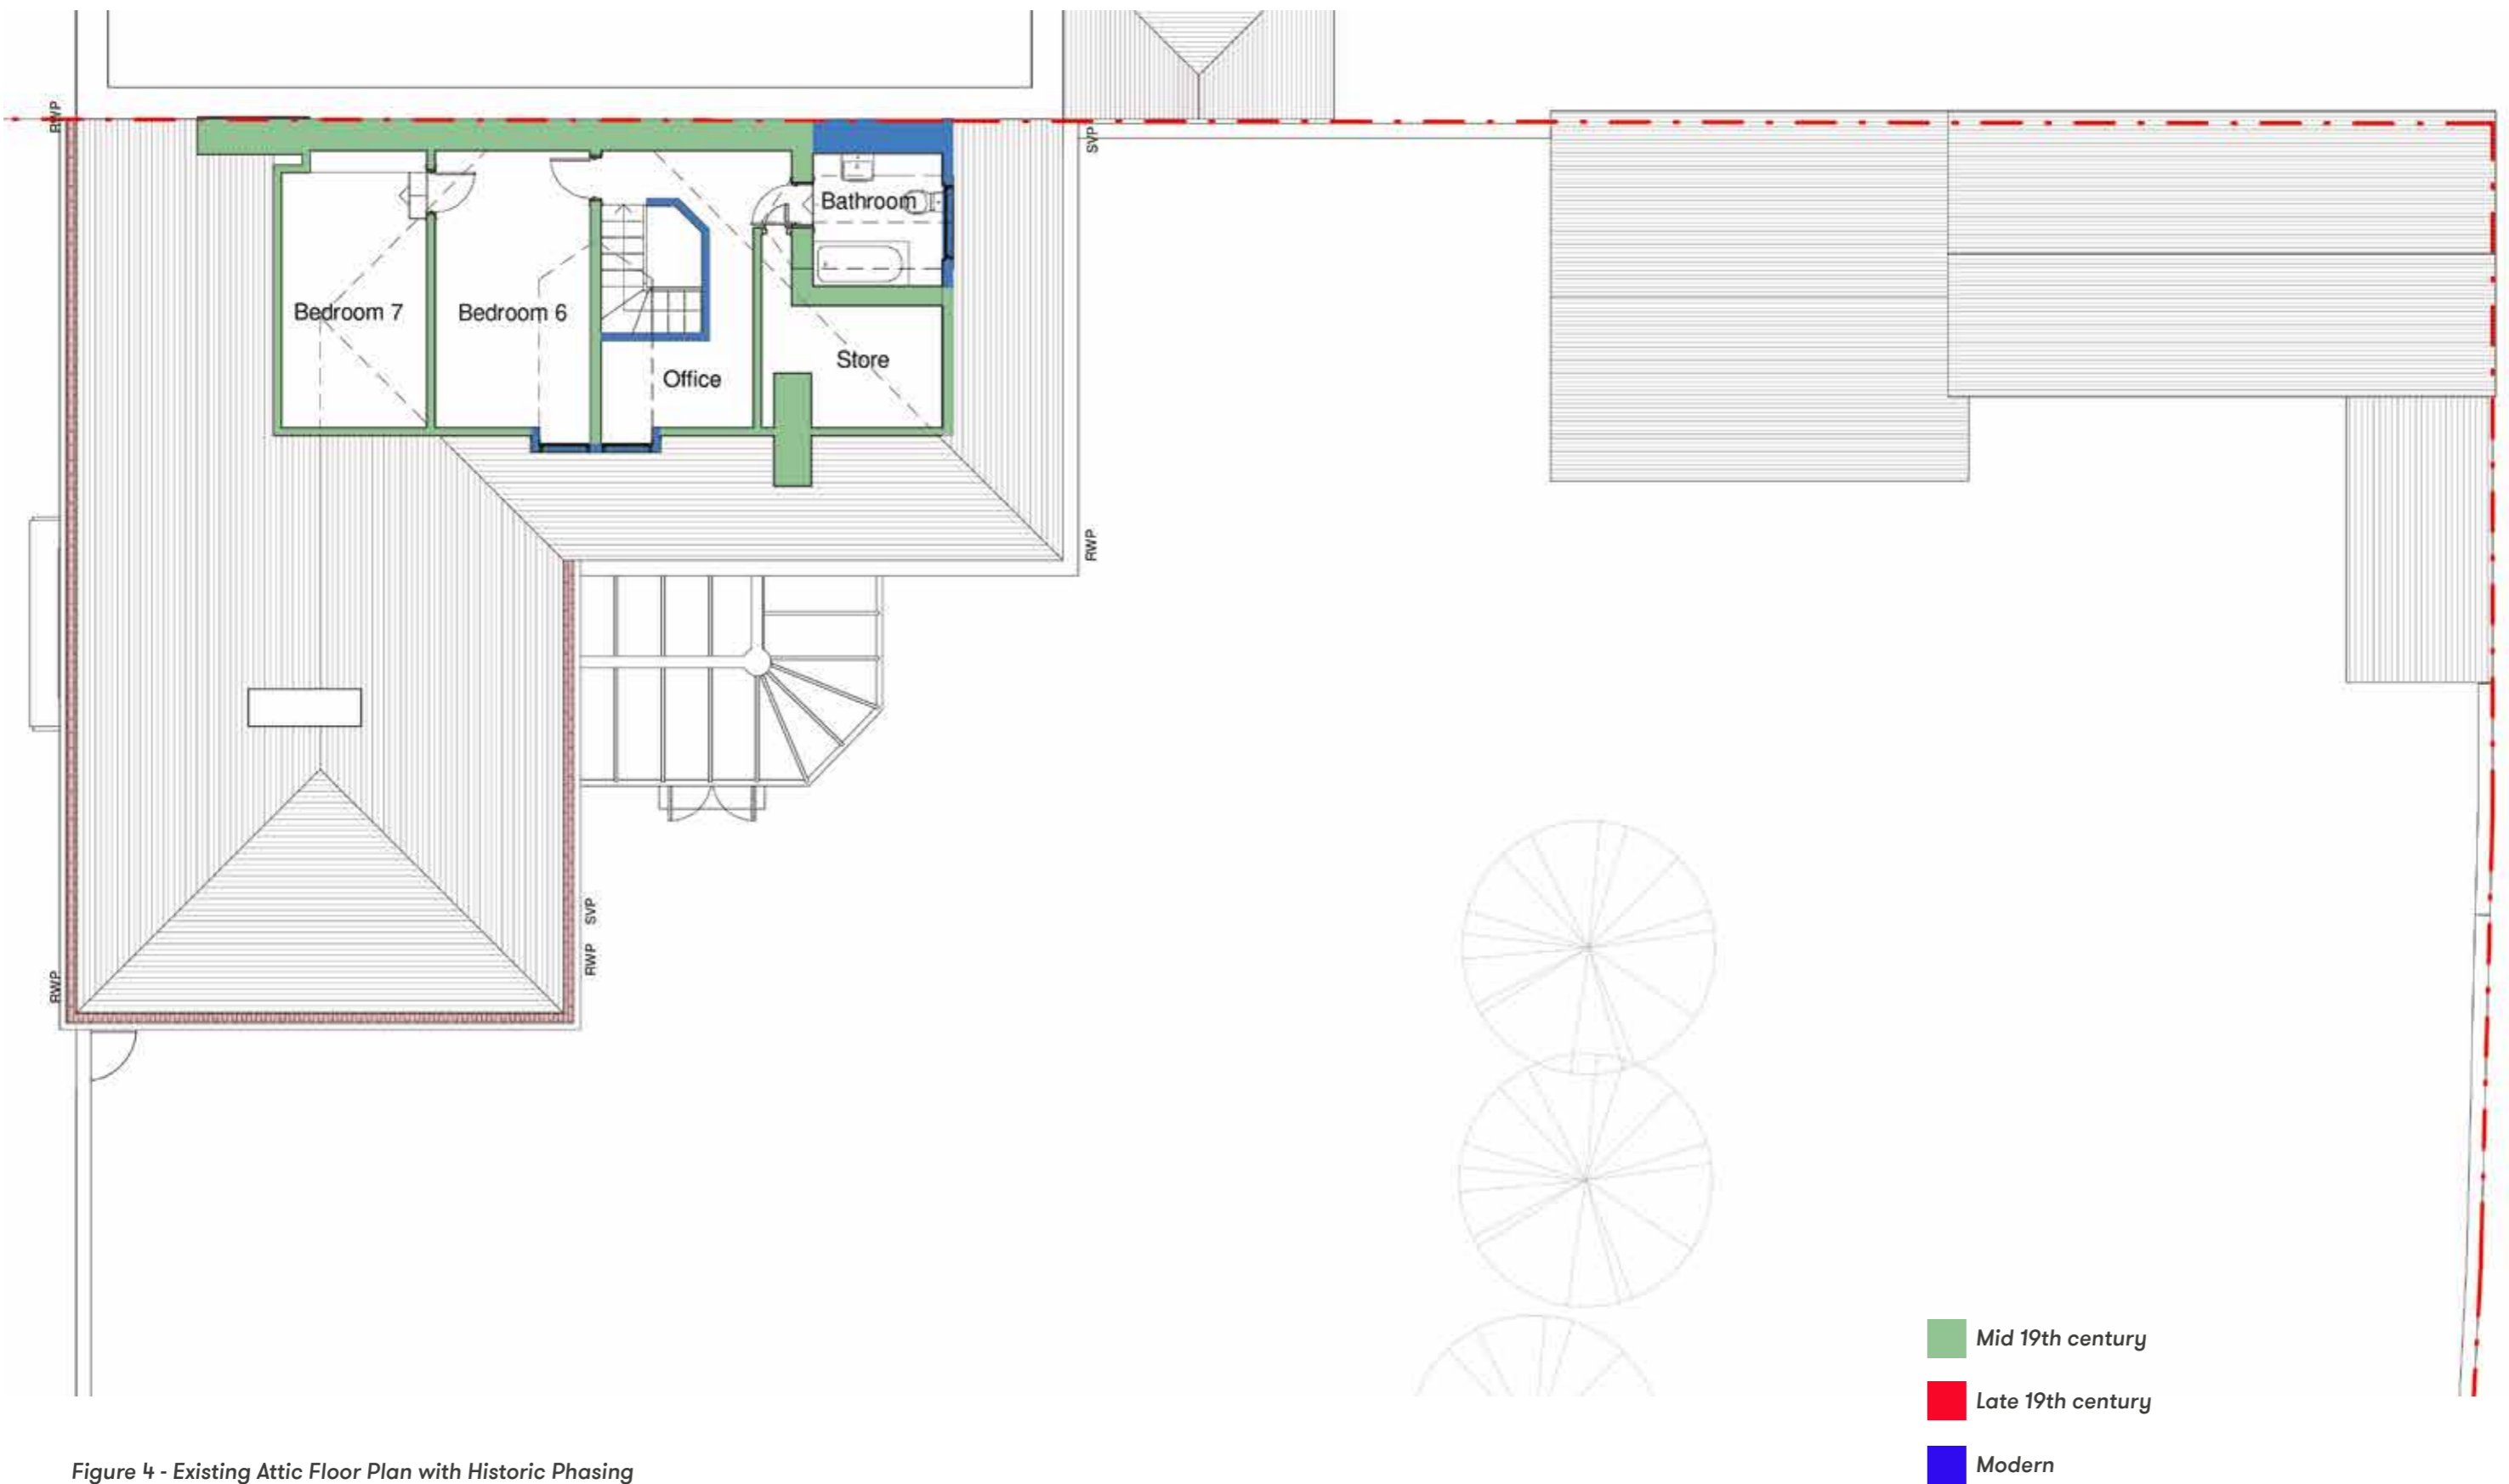 RWP
SVP
Bathroom
Bedroom 7
Bedroom 6
Store
Office
RWP
SVP
RWP
RWP
Mid 19th century
Late 19th century
Modern
Figure 4 - Existing Attic Floor Plan with Historic Phasing